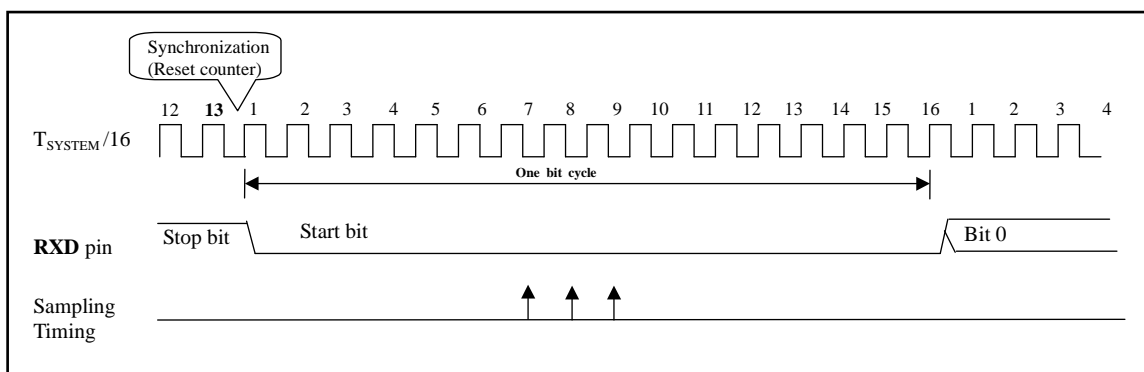 Synchronization
(Reset counter)
12 13 1 2 3 4 5 6 7 8 9 10 11 12 13 14 15 16 1 2 3 4
TSYSTEM/16
One bit cycle
Stop bit Start bit Bit 0
RXD pin
Sampling
Timing